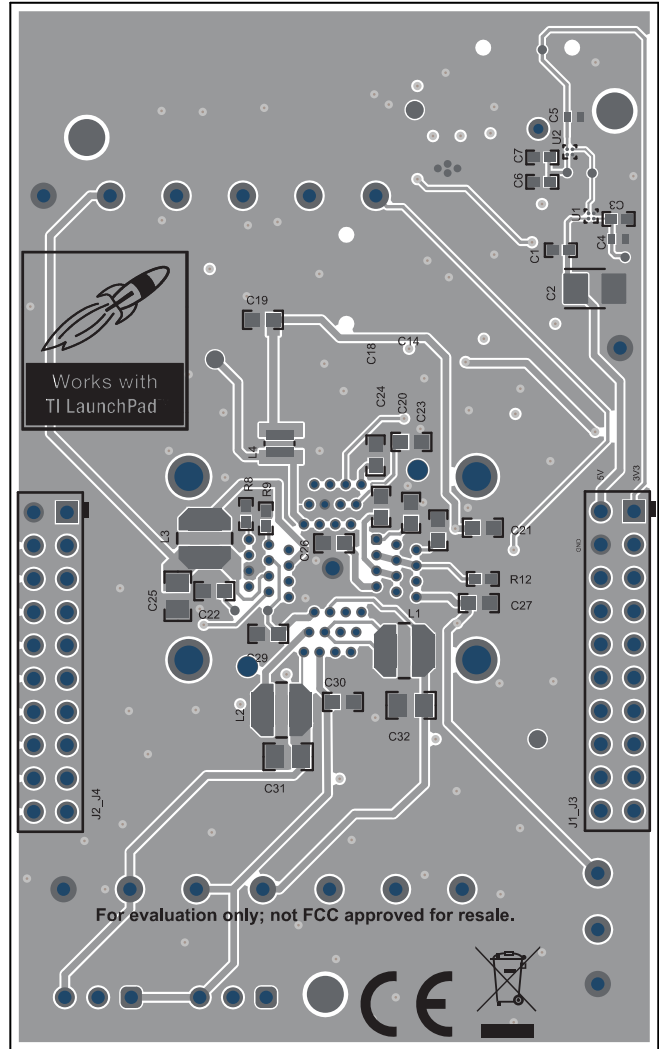 C5
U2
C7
C6
U1
C3
C4
C1
C2
C19
C18
C14
Works with
TI LaunchPad
C24
C20
C23
L4
R8
R9
5V
3V3
L3
C26
C21
GND
R12
C25
C22
C27
L1
C29
C30
L2
C32
C31
J2_J4
J1_J3
For evaluation only; not FCC approved for resale.
CE